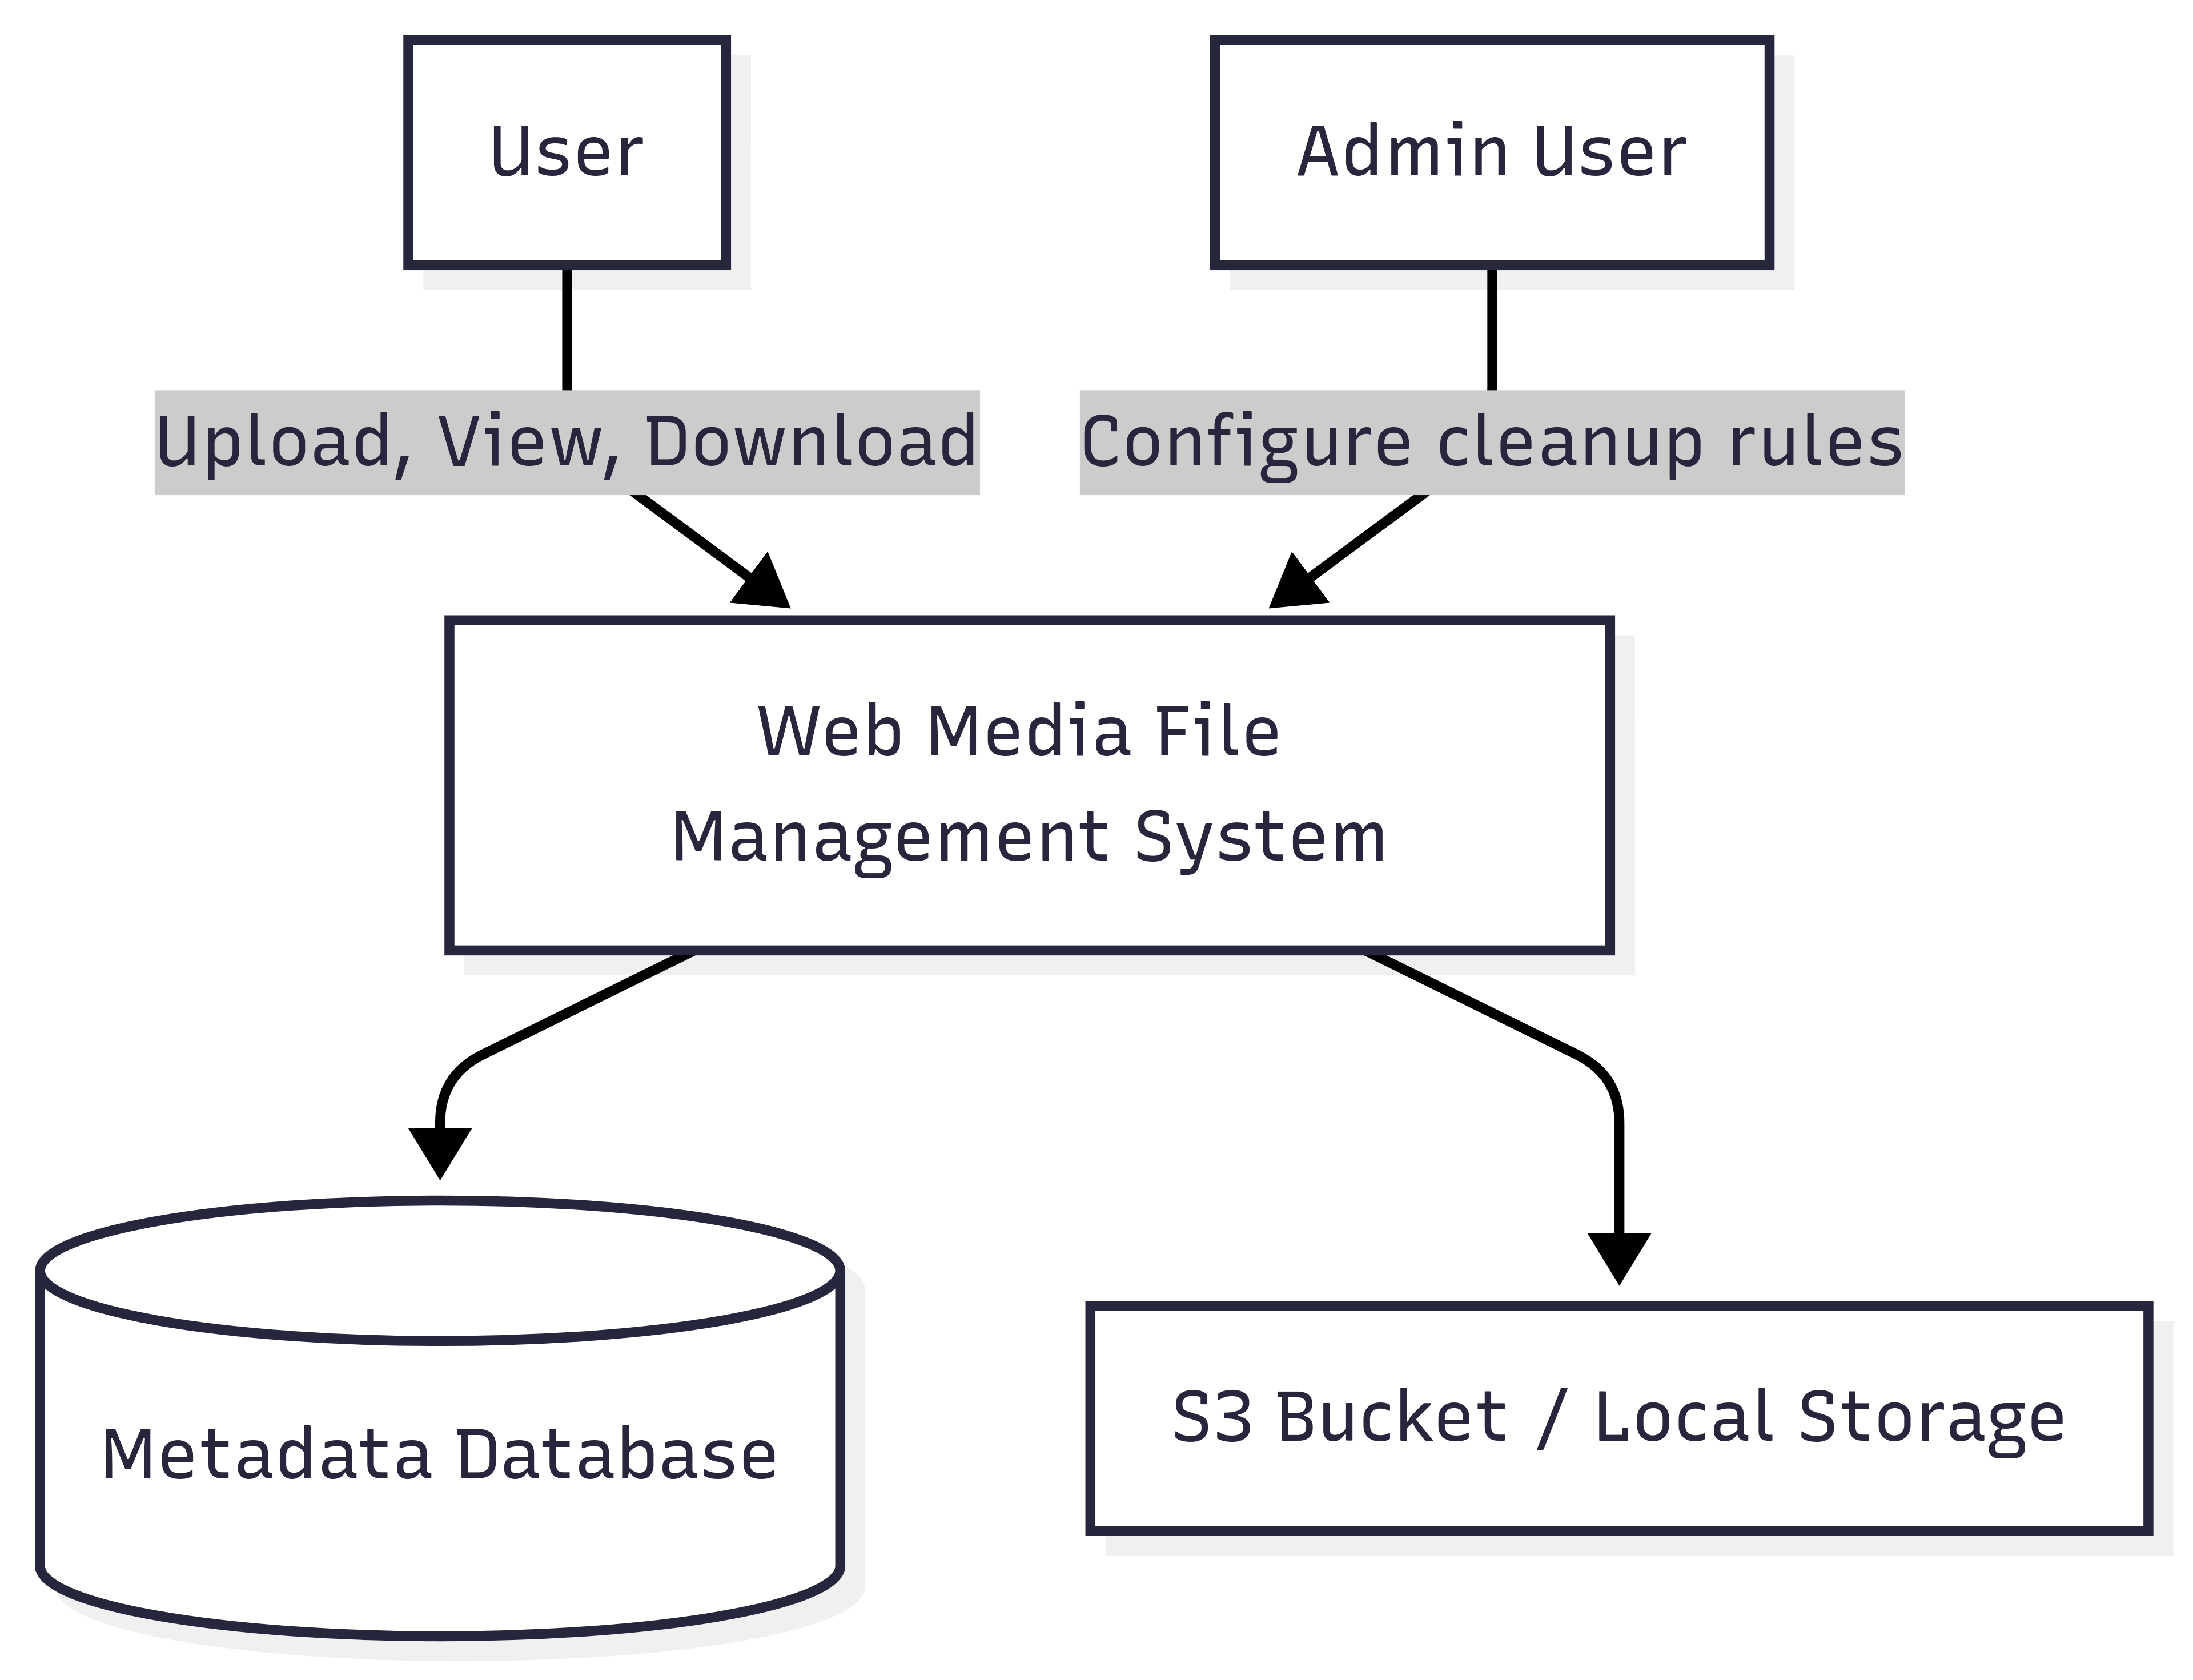 User
Admin User
Upload, View, Download
Configure cleanup rules
Web Media File
Management System
Metadata Database
S3 Bucket / Local Storage